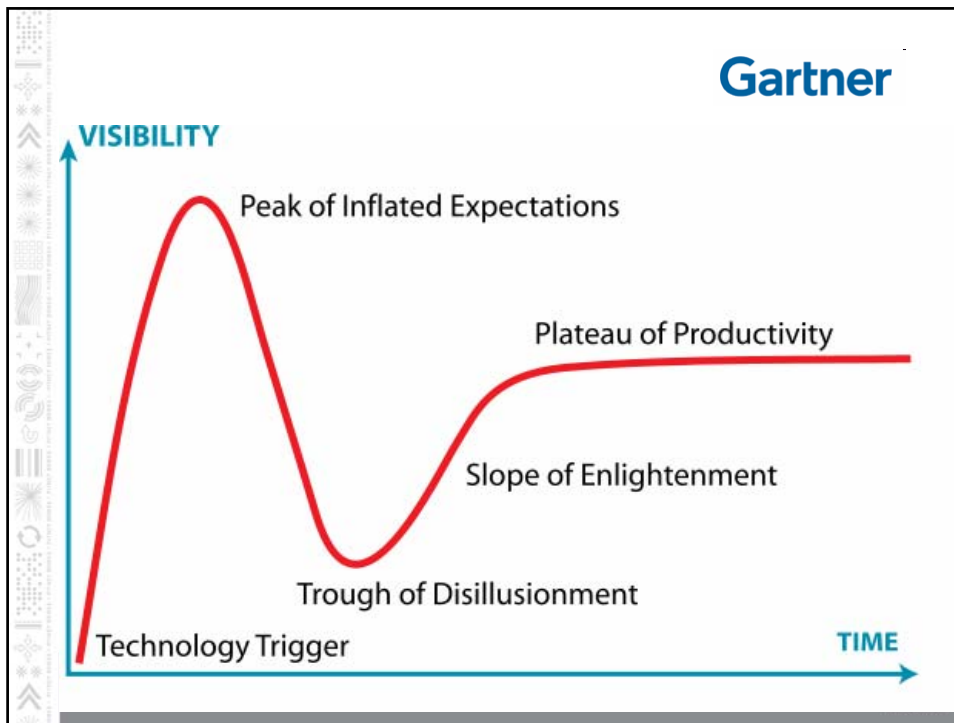 Gartner
VISIBILITY
Peak of Inflated Expectations
Plateau of Productivity
Slope of Enlightenment
Trough of Disillusionment
Technology Trigger
TIME